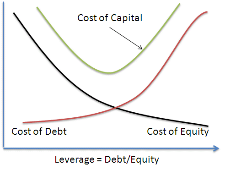 Cost of Capital
Cost of Debt
Cost of Equity
Leverage = Debt/Equity